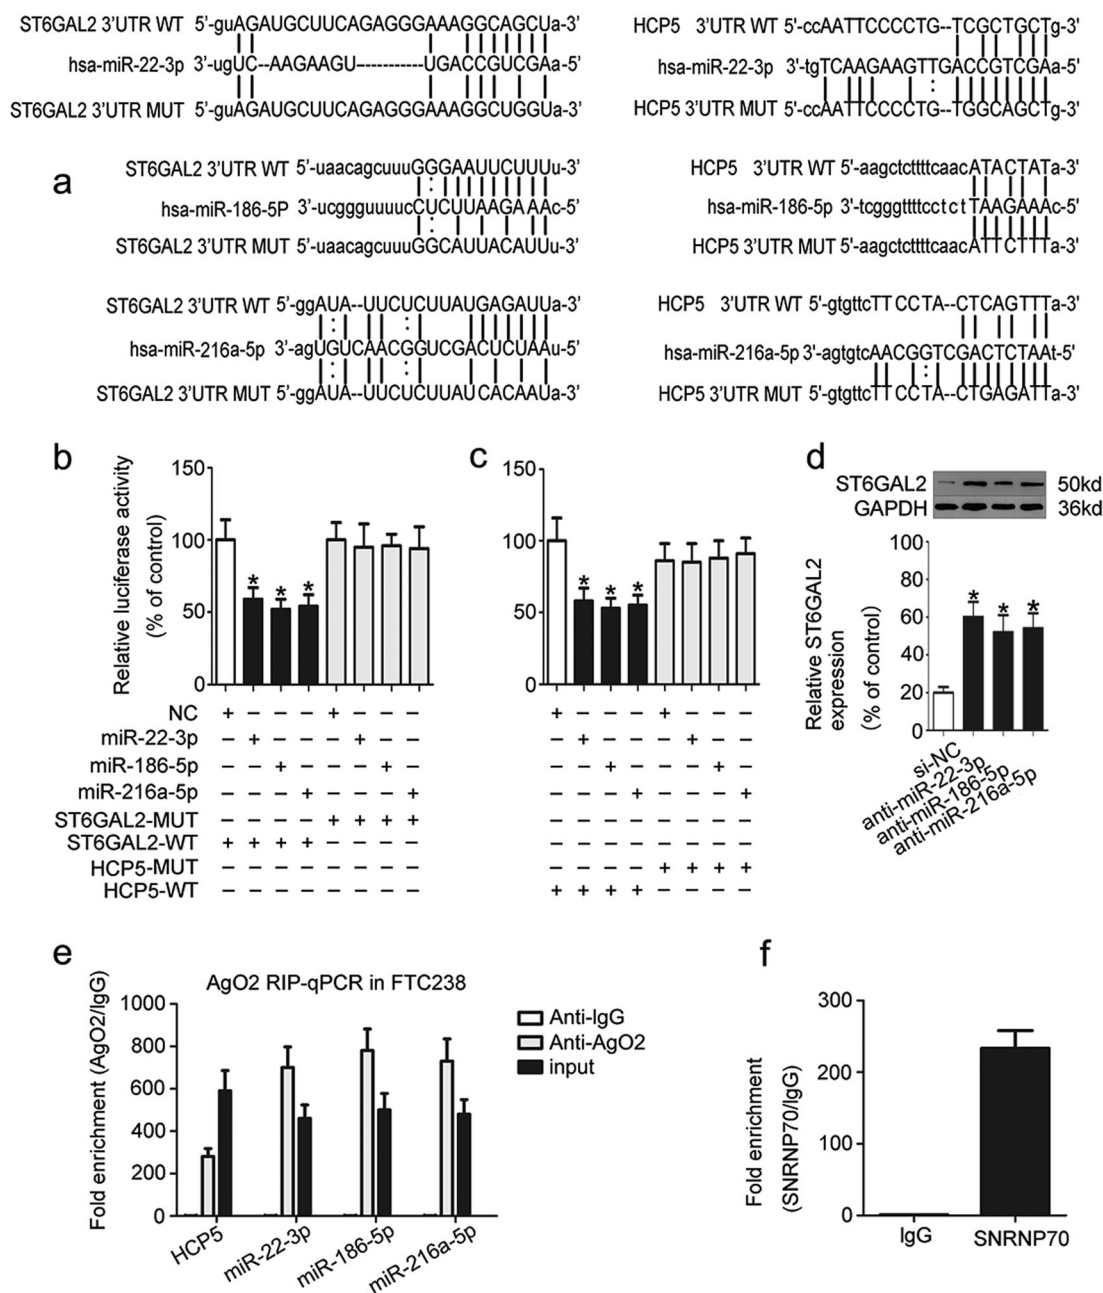 ST6GAL2 3'UTR WT 5'-guAGAUGCUUCAGAGGGAAAGGCAGCUa-3'
hsa-miR-22-3p 3'-ugUC--AAGAAGU-----------UGACCGUCGAa-5'
ST6GAL2 3'UTR MUT 5'-guAGAUGCUUCAGAGGGAAAGGCUGGUa-3'
HCP5 3'UTR WT 5'-ccAATTCCCCTG--TCGCTGCTg-3'
hsa-miR-22-3p 3'-tgTCAAGAAGTTGACCGTCGAa-5'
HCP5 3'UTR MUT 5'-ccAATTCCCCTG--TGGCAGCTg-3'
a
ST6GAL2 3'UTR WT 5'-uaacagcuuuGGGAAUUCUUUu-3'
hsa-miR-186-5P 3'-ucggguuuucCUCUUAAGAAAc-5'
ST6GAL2 3'UTR MUT 5'-uaacagcuuuGGCAUUACAUUu-3'
HCP5 3'UTR WT 5'-aagctcttttcaacATACTATa-3'
hsa-miR-186-5p 3'-tcgggttttcctctTAAGAAAc-5'
HCP5 3'UTR MUT 5'-aagctcttttcaacATTCTTTa-3'
ST6GAL2 3'UTR WT 5'-ggAUA--UUCUCUUAUGAGAUUa-3'
hsa-miR-216a-5p 3'-agUGUCAACGGUCGACUCUAAu-5'
ST6GAL2 3'UTR MUT 5'-ggAUA--UUCUCUUAUCACAAUa-3'
HCP5 3'UTR WT 5'-gtgttcTTCCTA--CTCAGTTTa-3'
hsa-miR-216a-5p 3'-agtgtcAACGGTCGACTCTAAt-5'
HCP5 3'UTR MUT 5'-gtgttcTTCCTA--CTGAGATTa-3'
b
Relative luciferase activity
(% of control)
150
100
50
0
* * *
c
150
100
50
0
* * *
NC + – – – + – – – + – – – + – – –
miR-22-3p – + – – – + – – – + – – – + – –
miR-186-5p – – + – – – + – – – + – – – + –
miR-216a-5p – – – + – – – + – – – + – – – +
ST6GAL2-MUT – – – – + + + + – – – – – – – –
ST6GAL2-WT + + + + – – – – – – – – – – – –
HCP5-MUT – – – – – – – – – – – – + + + +
HCP5-WT – – – – – – – – + + + + – – – –
d
ST6GAL2 50kd
GAPDH 36kd
Relative ST6GAL2
expression
(% of control)
100
80
60
40
20
0
* * *
si-NC
anti-miR-22-3p
anti-miR-186-5p
anti-miR-216a-5p
e
AgO2 RIP-qPCR in FTC238
Fold enrichment (AgO2/IgG)
1000
800
600
400
200
0
HCP5
miR-22-3p
miR-186-5p
miR-216a-5p
Anti-IgG
Anti-AgO2
input
f
Fold enrichment
(SNRNP70/IgG)
300
200
100
0
IgG
SNRNP70